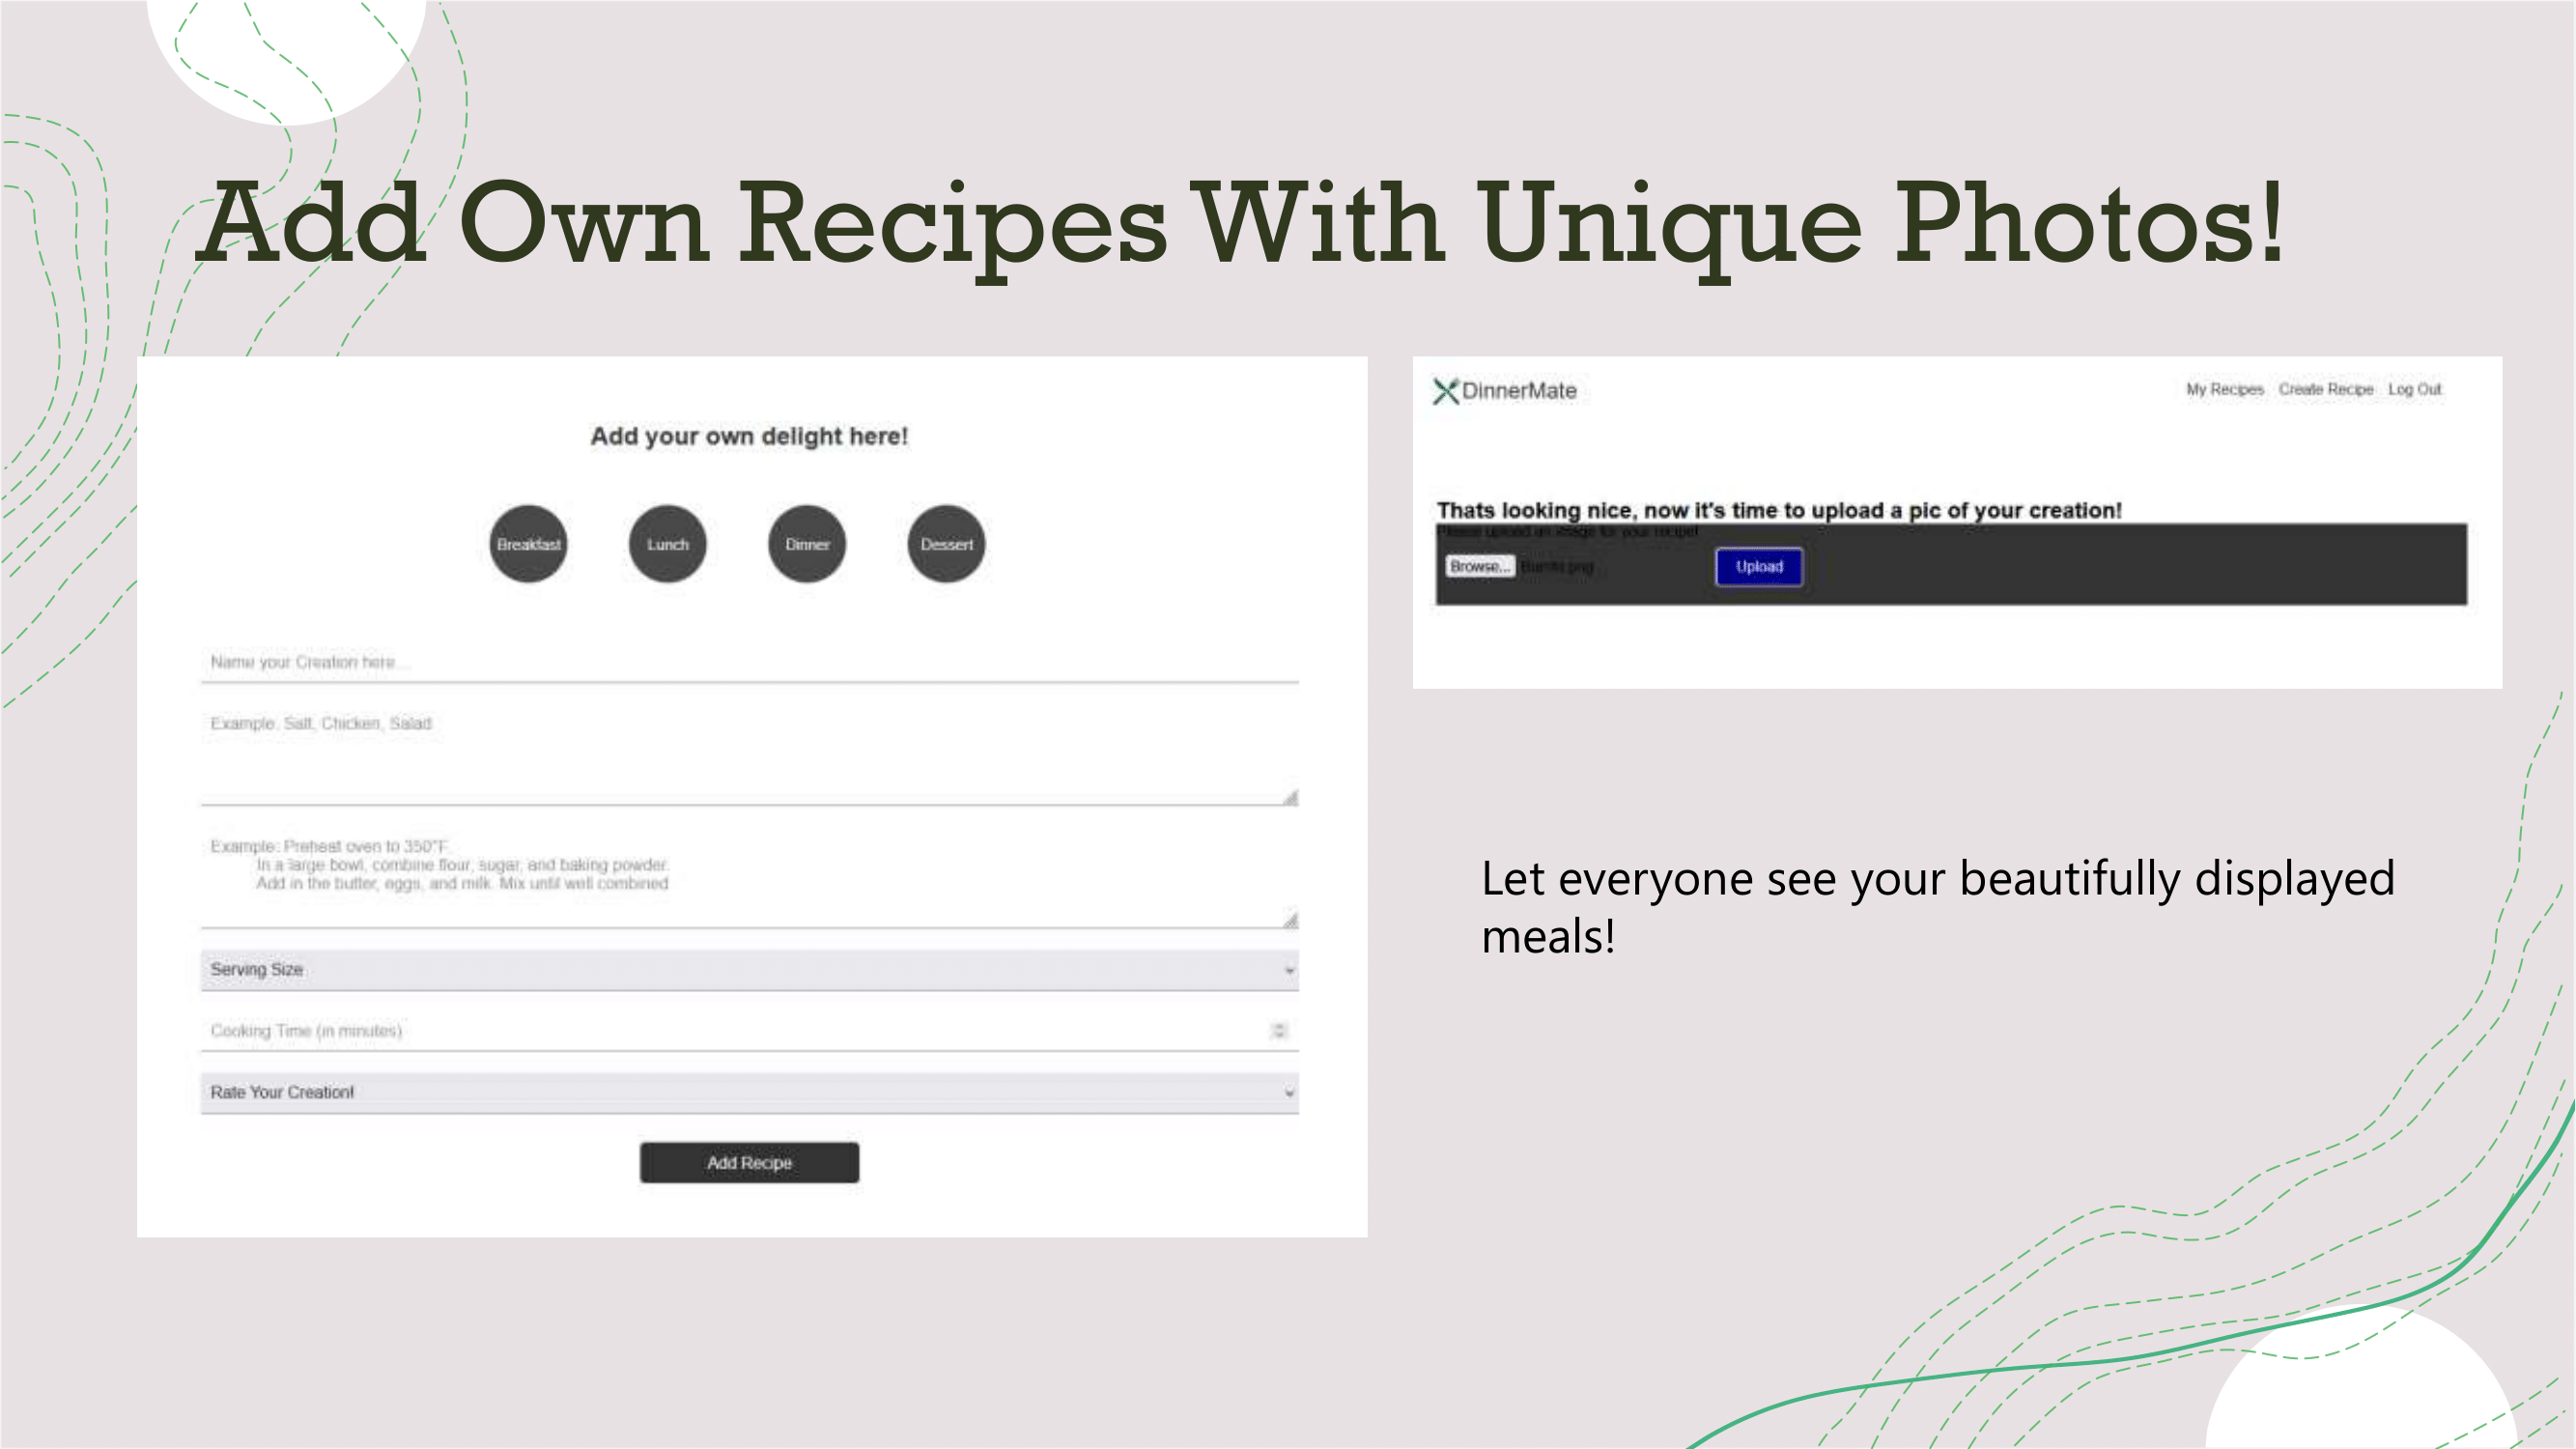 Add Own Recipes With Unique Photos!
Add your own delight here!
Breakfast
Lunch
Dinner
Dessert
Name your Creation here...
Example: Salt, Chicken, Salad
Example: Preheat oven to 350°F.
In a large bowl, combine flour, sugar, and baking powder.
Add in the butter, eggs, and milk. Mix until well combined
Serving Size
Cooking Time (in minutes)
Rate Your Creation!
Add Recipe
DinnerMate
My Recipes Create Recipe Log Out
Thats looking nice, now it's time to upload a pic of your creation!
Please upload an image for your recipe!
Browse... Upload
Let everyone see your beautifully displayed
meals!